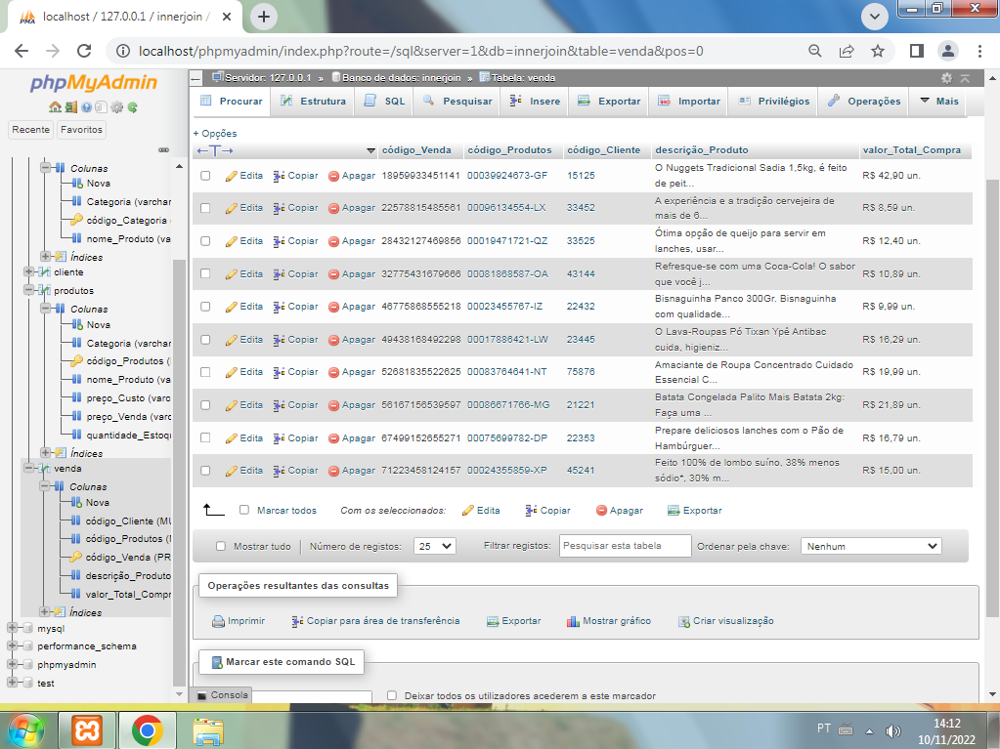 localhost / 127.0.0.1 / innerjoin /
localhost/phpmyadmin/index.php?route=/sql&server=1&db=innerjoin&table=venda&pos=0
phpMyAdmin
Recente Favoritos
Colunas
Nova
Categoria (varchar
código_Categoria
nome_Produto (va
Índices
cliente
produtos
Colunas
Nova
Categoria (varchar
código_Produtos (
nome_Produto (va
preço_Custo (varc
preço_Venda (varc
quantidade_Estoq
Índices
venda
Colunas
Nova
código_Cliente (MU
código_Produtos (M
código_Venda (PR
descrição_Produto
valor_Total_Compr
Índices
mysql
performance_schema
phpmyadmin
test
Servidor: 127.0.0.1 » Banco de dados: innerjoin » Tabela: venda
Procurar Estrutura SQL Pesquisar Insere Exportar Importar Privilégios Operações Mais
+ Opções
←T→ código_Venda código_Produtos código_Cliente descrição_Produto valor_Total_Compra
Edita Copiar Apagar 18959933451141 00039924673-GF 15125 O Nuggets Tradicional Sadia 1,5kg, é feito R$ 42,90 un.
de peit...
Edita Copiar Apagar 22578815485561 00096134554-LX 33452 A experiência e a tradição cervejeira de R$ 8,59 un.
mais de 6...
Edita Copiar Apagar 28432127469856 00019471721-QZ 33525 Ótima opção de queijo para servir em R$ 12,40 un.
lanches, usar...
Edita Copiar Apagar 32775431679666 00081868587-OA 43144 Refresque-se com uma Coca-Cola! O sabor R$ 10,89 un.
que você j...
Edita Copiar Apagar 46775868555218 00023455767-IZ 22432 Bisnaguinha Panco 300Gr. Bisnaguinha R$ 9,99 un.
com qualidade...
Edita Copiar Apagar 49438168492298 00017886421-LW 23445 O Lava-Roupas Pó Tixan Ypê Antibac R$ 16,29 un.
cuida, higieniz...
Edita Copiar Apagar 52681835522625 00083764641-NT 75876 Amaciante de Roupa Concentrado Cuidado R$ 19,99 un.
Essencial C...
Edita Copiar Apagar 56167156539597 00086671766-MG 21221 Batata Congelada Palito Mais Batata 2kg: R$ 21,89 un.
Faça uma ...
Edita Copiar Apagar 67499152655271 00075699782-DP 22353 Prepare deliciosos lanches com o Pão de R$ 16,79 un.
Hambúrguer...
Edita Copiar Apagar 71223458124157 00024355859-XP 45241 Feito 100% de lombo suíno, 38% menos R$ 15,00 un.
sódio*, 30% m...
Marcar todos Com os seleccionados: Edita Copiar Apagar Exportar
Mostrar tudo Número de registos: 25 Filtrar registos: Pesquisar esta tabela Ordenar pela chave: Nenhum
Operações resultantes das consultas
Imprimir Copiar para área de transferência Exportar Mostrar gráfico Criar visualização
Marcar este comando SQL
Consola Deixar todos os utilizadores acederem a este marcador
PT 14:12
10/11/2022